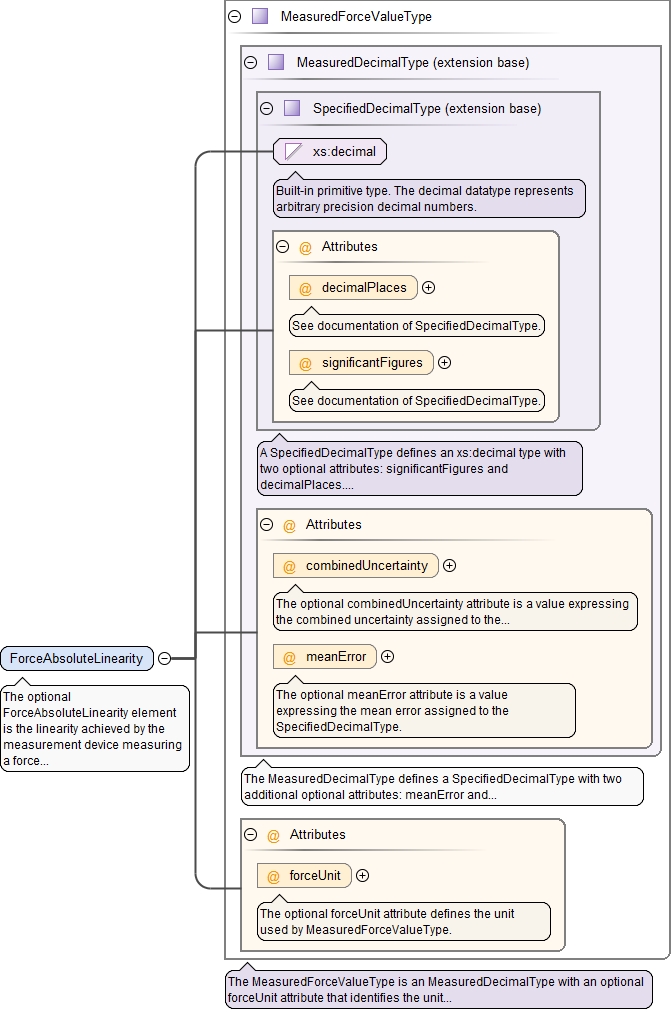 MeasuredForceValueType
MeasuredDecimalType (extension base)
SpecifiedDecimalType (extension base)
xs:decimal
Built-in primitive type. The decimal datatype represents
arbitrary precision decimal numbers.
@ Attributes
@ decimalPlaces
See documentation of SpecifiedDecimalType.
@ significantFigures
See documentation of SpecifiedDecimalType.
A SpecifiedDecimalType defines an xs:decimal type with
two optional attributes: significantFigures and
decimalPlaces....
@ Attributes
@ combinedUncertainty
The optional combinedUncertainty attribute is a value expressing
the combined uncertainty assigned to the...
@ meanError
The optional meanError attribute is a value
expressing the mean error assigned to the
SpecifiedDecimalType.
ForceAbsoluteLinearity
The optional
ForceAbsoluteLinearity element
is the linearity achieved by the
measurement device measuring
a force...
The MeasuredDecimalType defines a SpecifiedDecimalType with two
additional optional attributes: meanError and...
@ Attributes
@ forceUnit
The optional forceUnit attribute defines the unit
used by MeasuredForceValueType.
The MeasuredForceValueType is an MeasuredDecimalType with an optional
forceUnit attribute that identifies the unit...